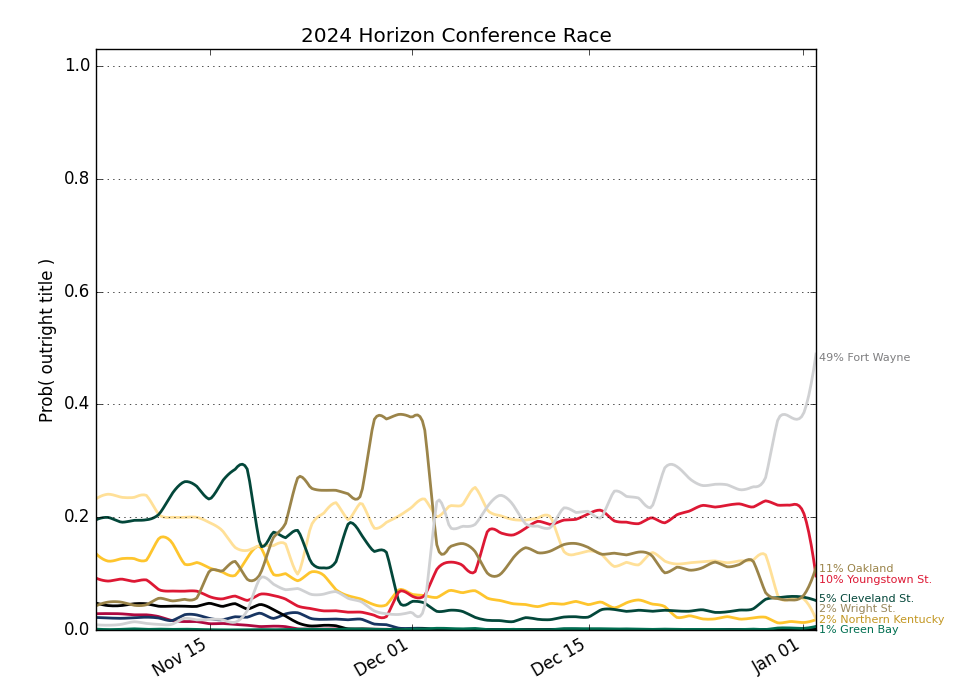 2024 Horizon Conference Race
Prob( outright title )
1.0
0.8
0.6
0.4
0.2
0.0
Nov 15
Dec 01
Dec 15
Jan 01
49% Fort Wayne
11% Oakland
10% Youngstown St.
5% Cleveland St.
2% Wright St.
2% Northern Kentucky
1% Green Bay